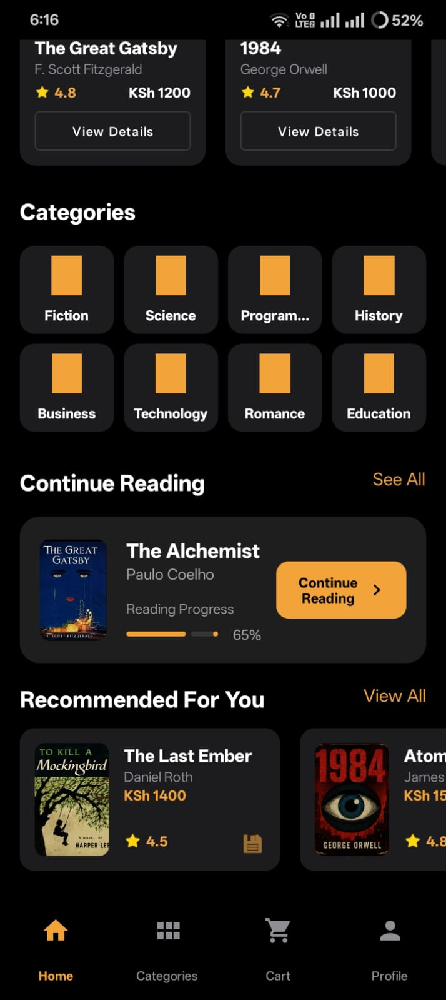 6:16
Vo
LTE2
52%
The Great Gatsby
F. Scott Fitzgerald
4.8
KSh 1200
View Details
1984
George Orwell
4.7
KSh 1000
View Details
Categories
Fiction
Science
Program...
History
Business
Technology
Romance
Education
Continue Reading
See All
THE GREAT
GATSBY
F. SCOTT FITZGERALD
The Alchemist
Paulo Coelho
Reading Progress
65%
Continue
Reading
Recommended For You
View All
TO KILL A
Mockingbird
A NOVEL BY
HARPER LEE
The Last Ember
Daniel Roth
KSh 1400
4.5
1984
GEORGE ORWELL
Atom
James
KSh 15
4.8
Home
Categories
Cart
Profile